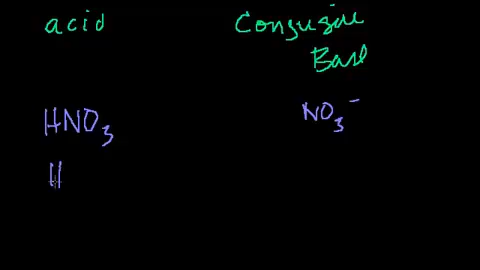 acid Conjugate
Base
HNO₃ NO₃⁻
H